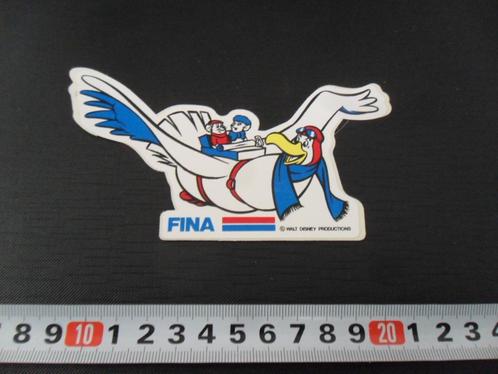 FINA
© WALT DISNEY PRODUCTIONS
8 9 10 1 2 3 4 5 6 7 8 9 20 1 2 3 4